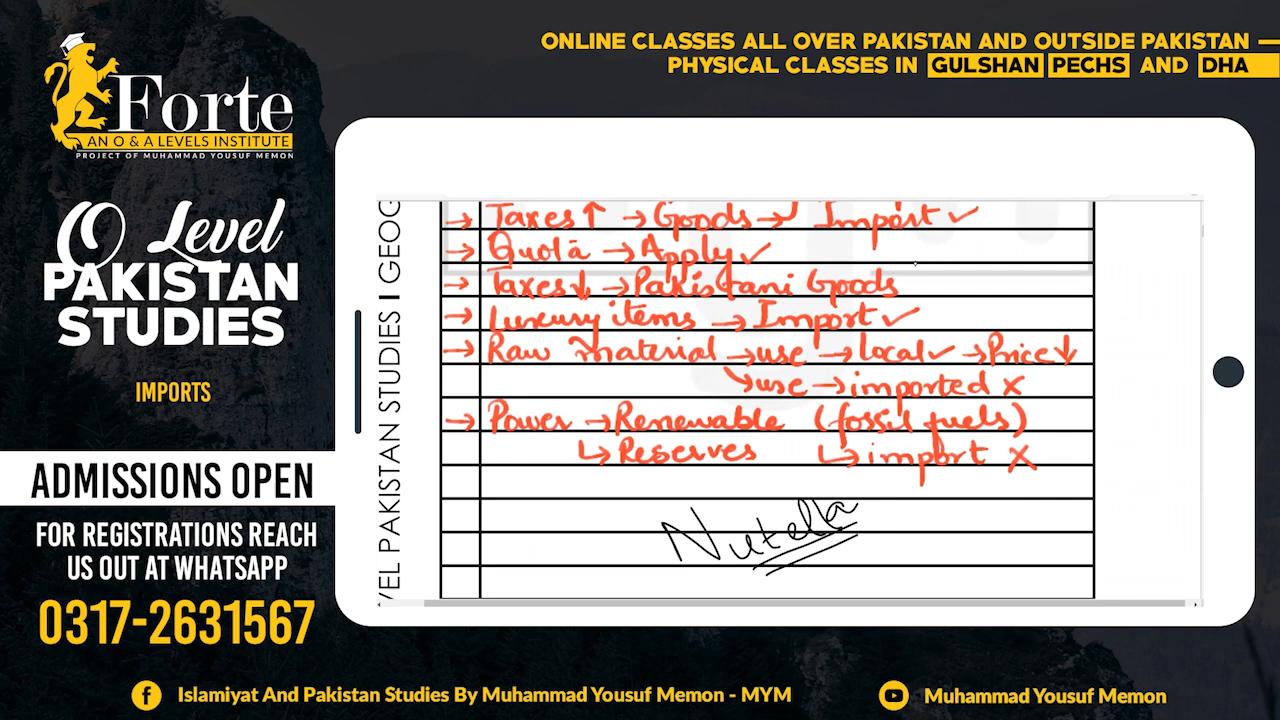 Forte
AN O & A LEVELS INSTITUTE
PROJECT OF MUHAMMAD YOUSUF MEMON
ONLINE CLASSES ALL OVER PAKISTAN AND OUTSIDE PAKISTAN —
PHYSICAL CLASSES IN GULSHAN PECHS AND DHA
O Level
PAKISTAN
STUDIES
IMPORTS
ADMISSIONS OPEN
FOR REGISTRATIONS REACH
US OUT AT WHATSAPP
0317-2631567
VEL PAKISTAN STUDIES I GEOG
→ Taxes ↑ → Goods → Import ✓
→ Quota → Apply ✓
→ Taxes ↓ → Pakistani Goods
→ Luxury items → Import ✓
→ Raw material → use → local ✓ → Price ↓
↘ use → imported x
→ Power → Renewable (fossil fuels)
↳ Reserves ↳ import x
Nutella
Islamiyat And Pakistan Studies By Muhammad Yousuf Memon - MYM
Muhammad Yousuf Memon